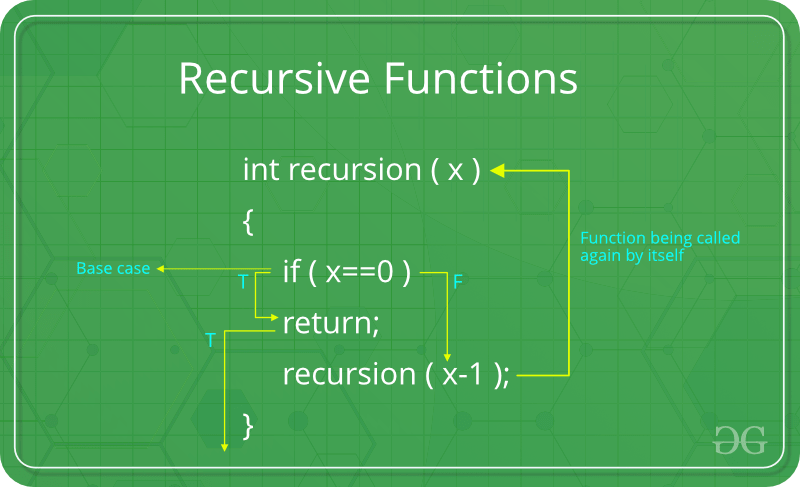 Recursive Functions
int recursion ( x )
{
Function being called
again by itself
Base case
if ( x==0 )
T
F
return;
T
recursion ( x-1 );
}
GG